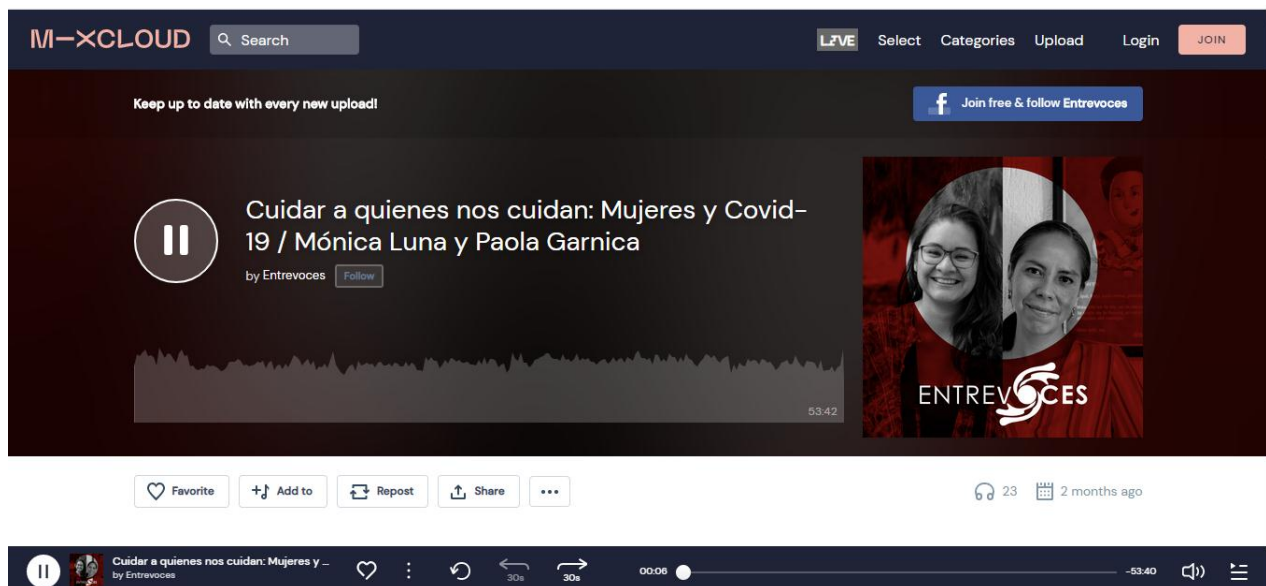 M-XCLOUD Search LIVE Select Categories Upload Login JOIN
Keep up to date with every new upload!
f Join free & follow Entrevoces
Cuidar a quienes nos cuidan: Mujeres y Covid-
19 / Mónica Luna y Paola Garnica
by Entrevoces Follow
53:42
ENTREVOCES
Favorite Add to Repost Share ••• 23 2 months ago
Cuidar a quienes nos cuidan: Mujeres y ...
by Entrevoces
30s 30s 00:06 -53:40